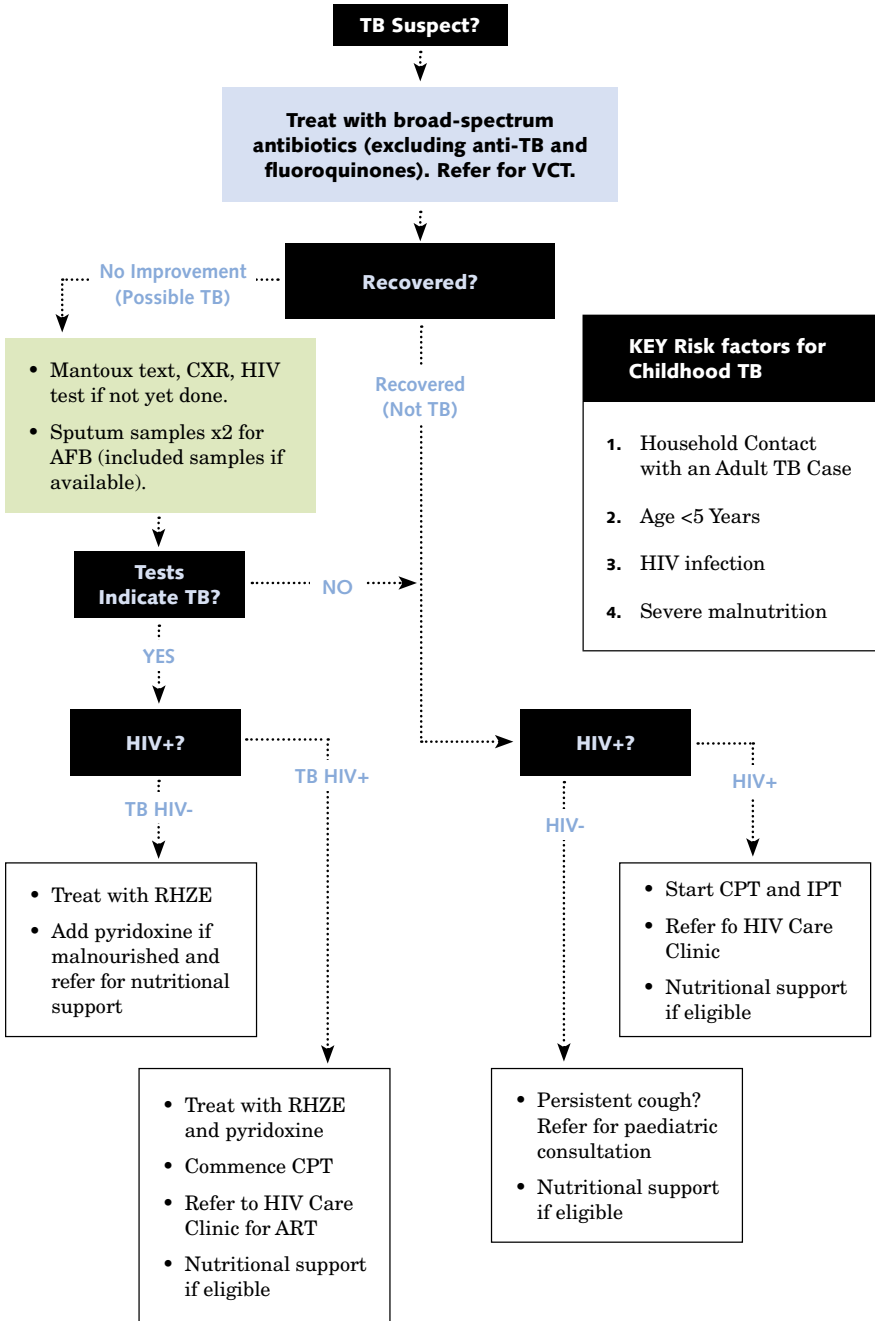 TB Suspect?
Treat with broad-spectrum
antibiotics (excluding anti-TB and
fluoroquinones). Refer for VCT.
Recovered?
No Improvement
(Possible TB)
Recovered
(Not TB)
• Mantoux text, CXR, HIV
test if not yet done.
• Sputum samples x2 for
AFB (included samples if
available).
KEY Risk factors for
Childhood TB
1. Household Contact
with an Adult TB Case
2. Age <5 Years
3. HIV infection
4. Severe malnutrition
Tests
Indicate TB?
NO
YES
HIV+?
TB HIV-
TB HIV+
HIV+?
HIV-
HIV+
• Treat with RHZE
• Add pyridoxine if
malnourished and
refer for nutritional
support
• Start CPT and IPT
• Refer fo HIV Care
Clinic
• Nutritional support
if eligible
• Treat with RHZE
and pyridoxine
• Commence CPT
• Refer to HIV Care
Clinic for ART
• Nutritional support
if eligible
• Persistent cough?
Refer for paediatric
consultation
• Nutritional support
if eligible